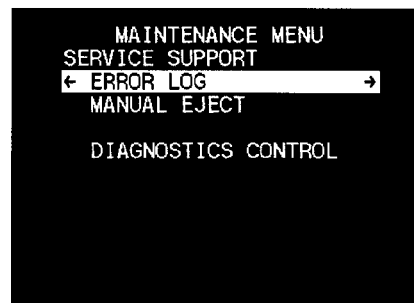 MAINTENANCE MENU
SERVICE SUPPORT
← ERROR LOG →
MANUAL EJECT
DIAGNOSTICS CONTROL